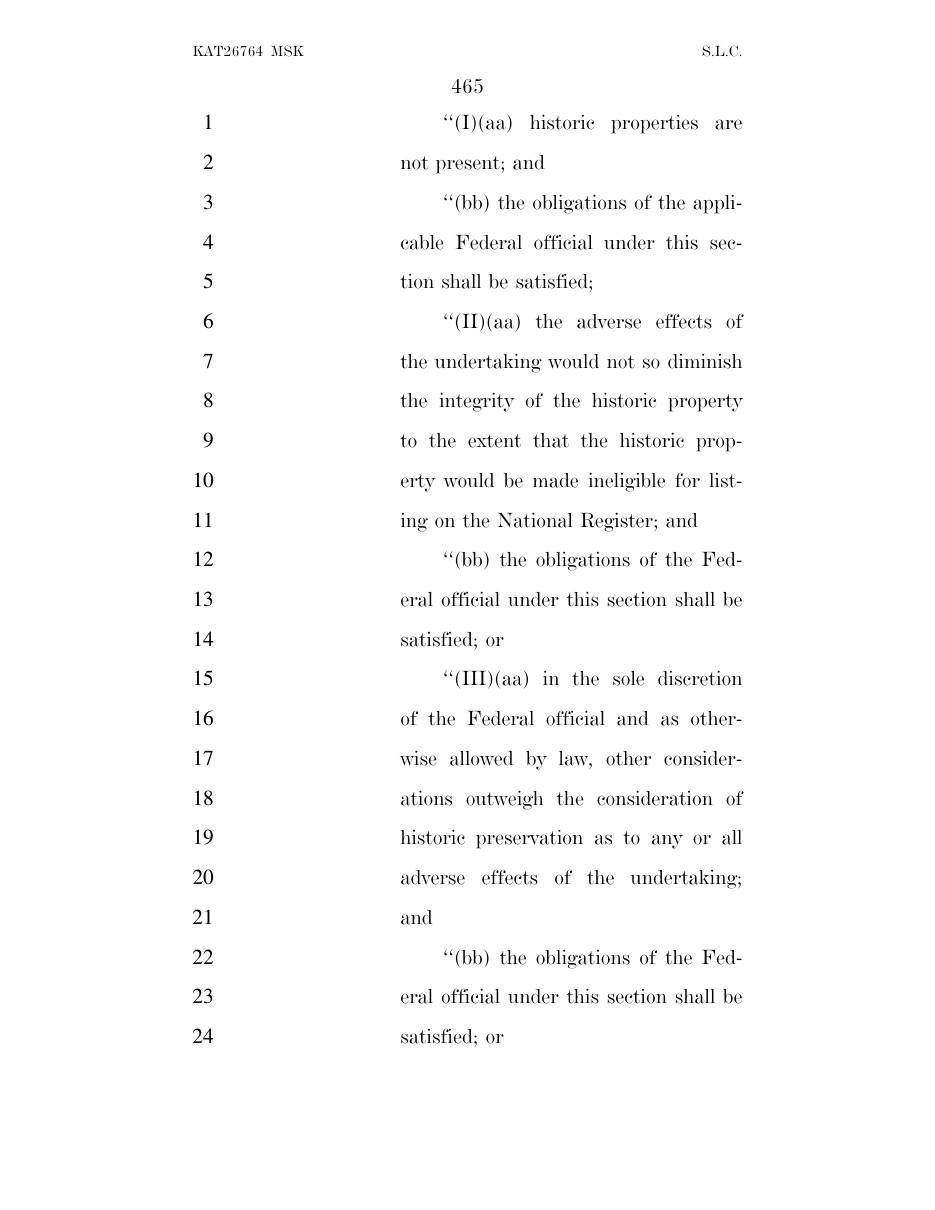 KAT26764 MSK S.L.C.
465
1 ‘‘(I)(aa) historic properties are
2 not present; and
3 ‘‘(bb) the obligations of the appli-
4 cable Federal official under this sec-
5 tion shall be satisfied;
6 ‘‘(II)(aa) the adverse effects of
7 the undertaking would not so diminish
8 the integrity of the historic property
9 to the extent that the historic prop-
10 erty would be made ineligible for list-
11 ing on the National Register; and
12 ‘‘(bb) the obligations of the Fed-
13 eral official under this section shall be
14 satisfied; or
15 ‘‘(III)(aa) in the sole discretion
16 of the Federal official and as other-
17 wise allowed by law, other consider-
18 ations outweigh the consideration of
19 historic preservation as to any or all
20 adverse effects of the undertaking;
21 and
22 ‘‘(bb) the obligations of the Fed-
23 eral official under this section shall be
24 satisfied; or